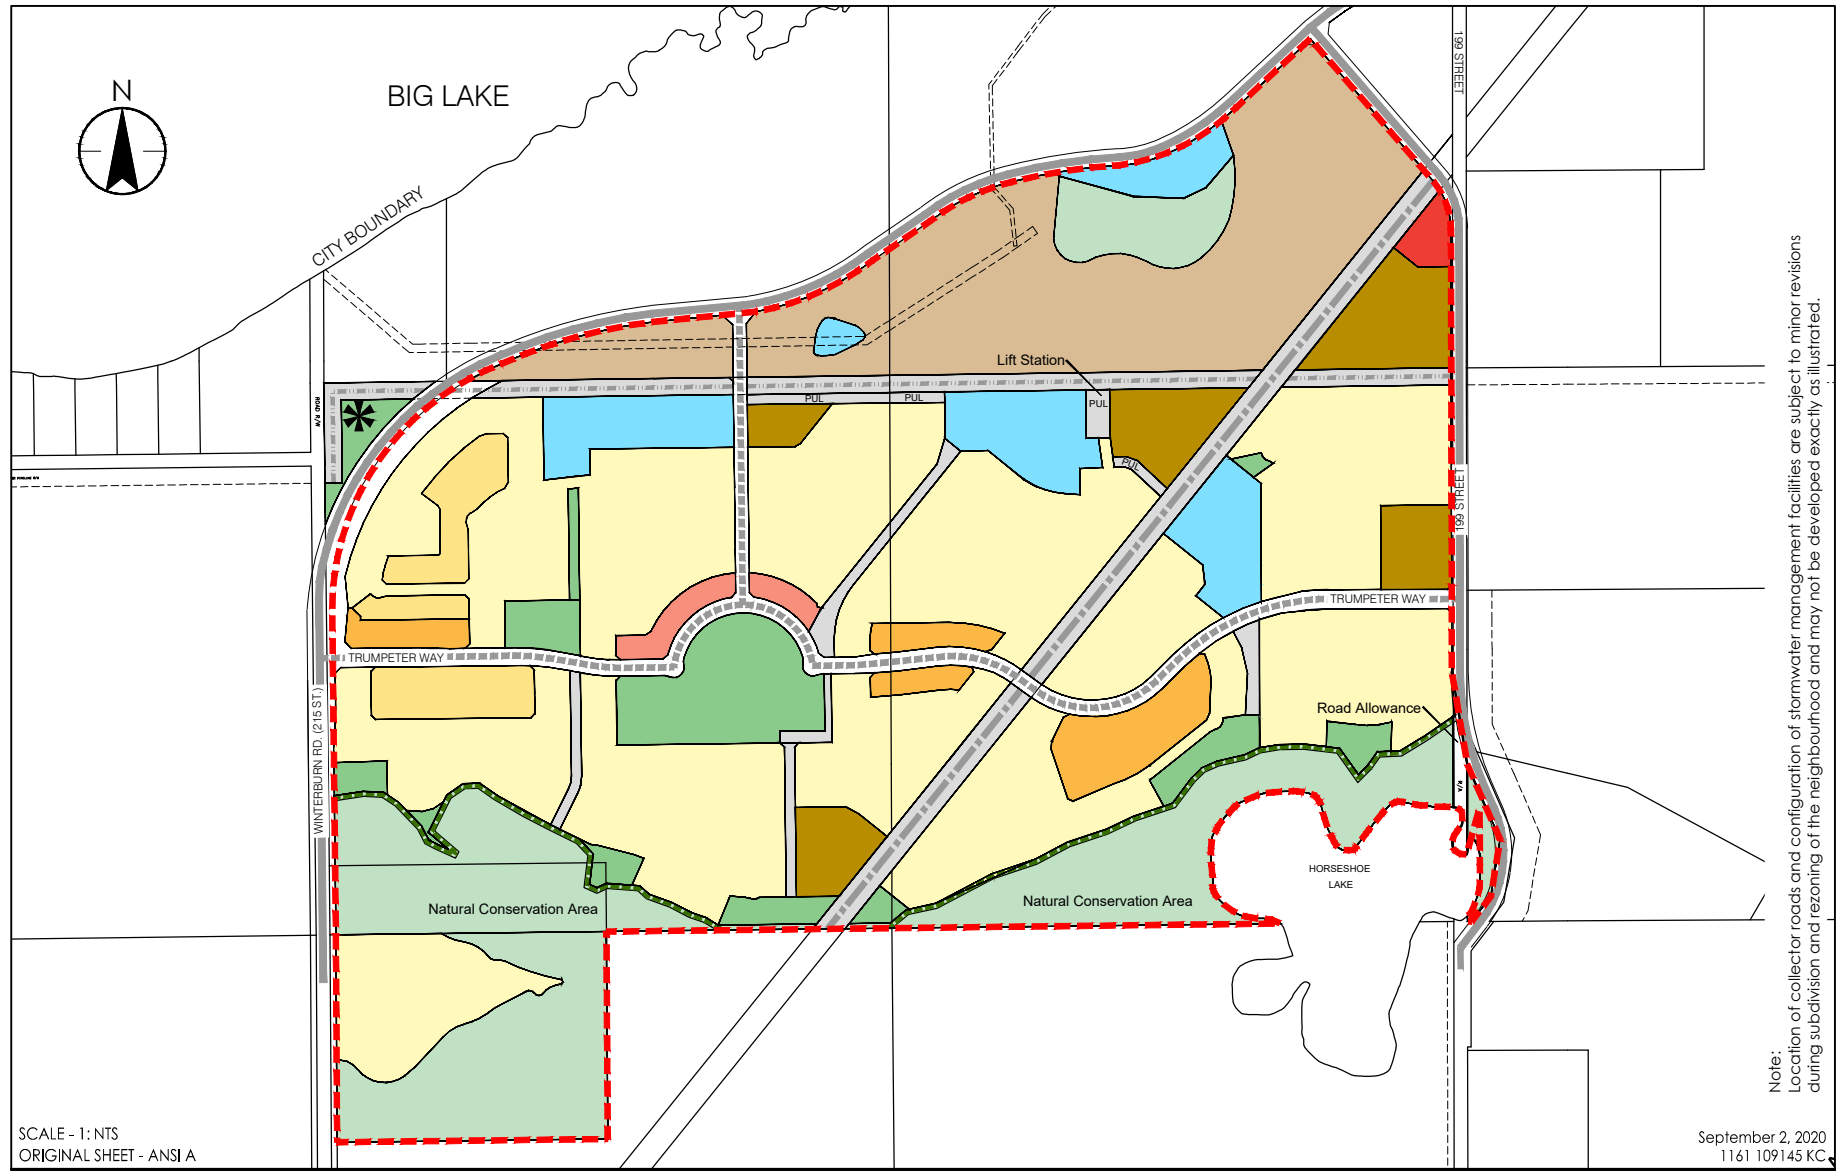 N
BIG LAKE
CITY BOUNDARY
199 STREET
Lift Station
ROAD R/W
PUL
PUL
PUL
PUL
199 STREET
TRUMPETER WAY
TRUMPETER WAY
WINTERBURN RD. (215 ST.)
Road Allowance
R/A
HORSESHOE
LAKE
Natural Conservation Area
Natural Conservation Area
Note:
Location of collector roads and configuration of stormwater management facilities are subject to minor revisions
during subdivision and rezoning of the neighbourhood and may not be developed exactly as illustrated.
SCALE - 1: NTS
ORIGINAL SHEET - ANSI A
September 2, 2020
1161 109145 KC